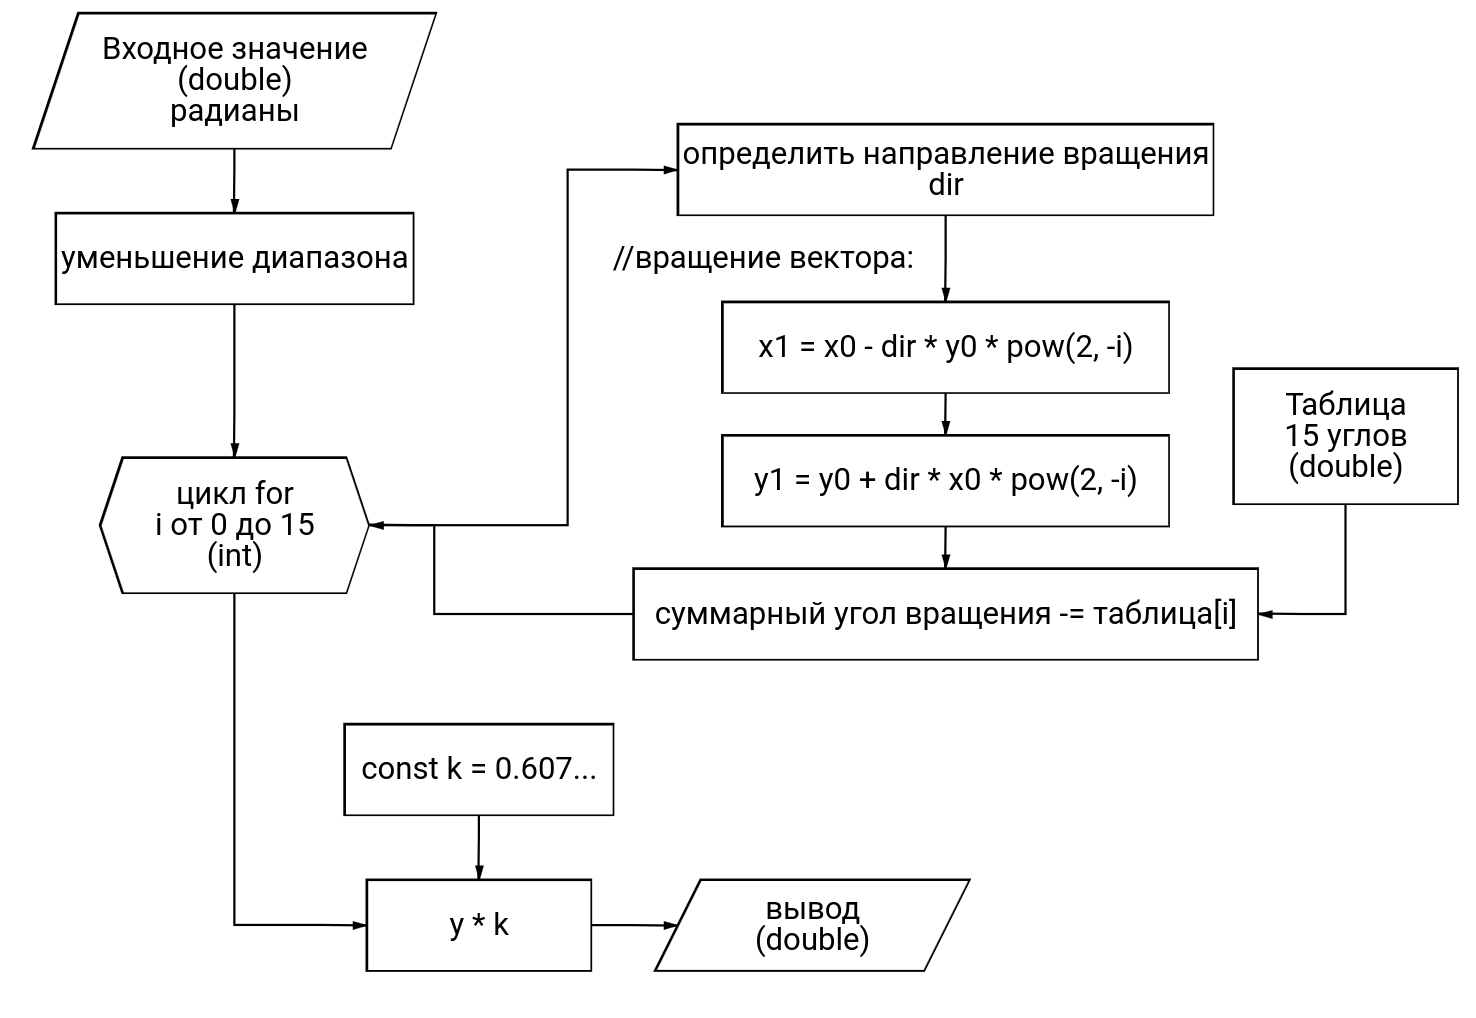 Входное значение
(double)
радианы
уменьшение диапазона
цикл for
i от 0 до 15
(int)
определить направление вращения
dir
//вращение вектора:
x1 = x0 - dir * y0 * pow(2, -i)
y1 = y0 + dir * x0 * pow(2, -i)
Таблица
15 углов
(double)
суммарный угол вращения -= таблица[i]
const k = 0.607...
y * k
вывод
(double)